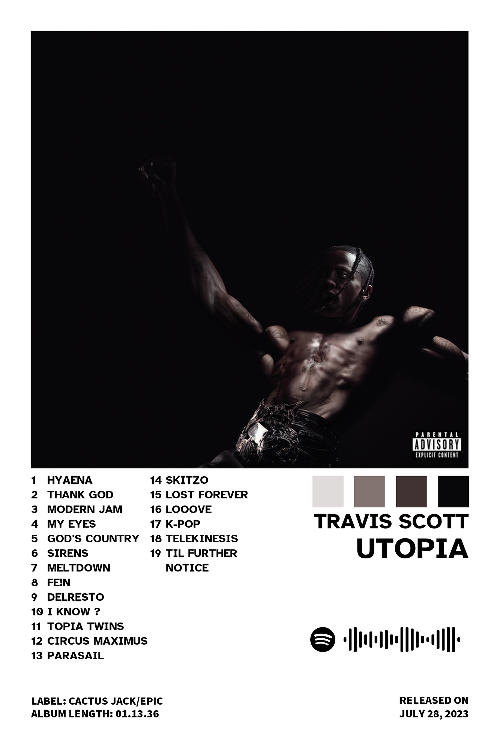 PARENTAL
ADVISORY
EXPLICIT CONTENT
1 HYAENA
2 THANK GOD
3 MODERN JAM
4 MY EYES
5 GOD'S COUNTRY
6 SIRENS
7 MELTDOWN
8 FE!N
9 DELRESTO
10 I KNOW ?
11 TOPIA TWINS
12 CIRCUS MAXIMUS
13 PARASAIL
14 SKITZO
15 LOST FOREVER
16 LOOOVE
17 K-POP
18 TELEKINESIS
19 TIL FURTHER
NOTICE
TRAVIS SCOTT
UTOPIA
LABEL: CACTUS JACK/EPIC
ALBUM LENGTH: 01.13.36
RELEASED ON
JULY 28, 2023